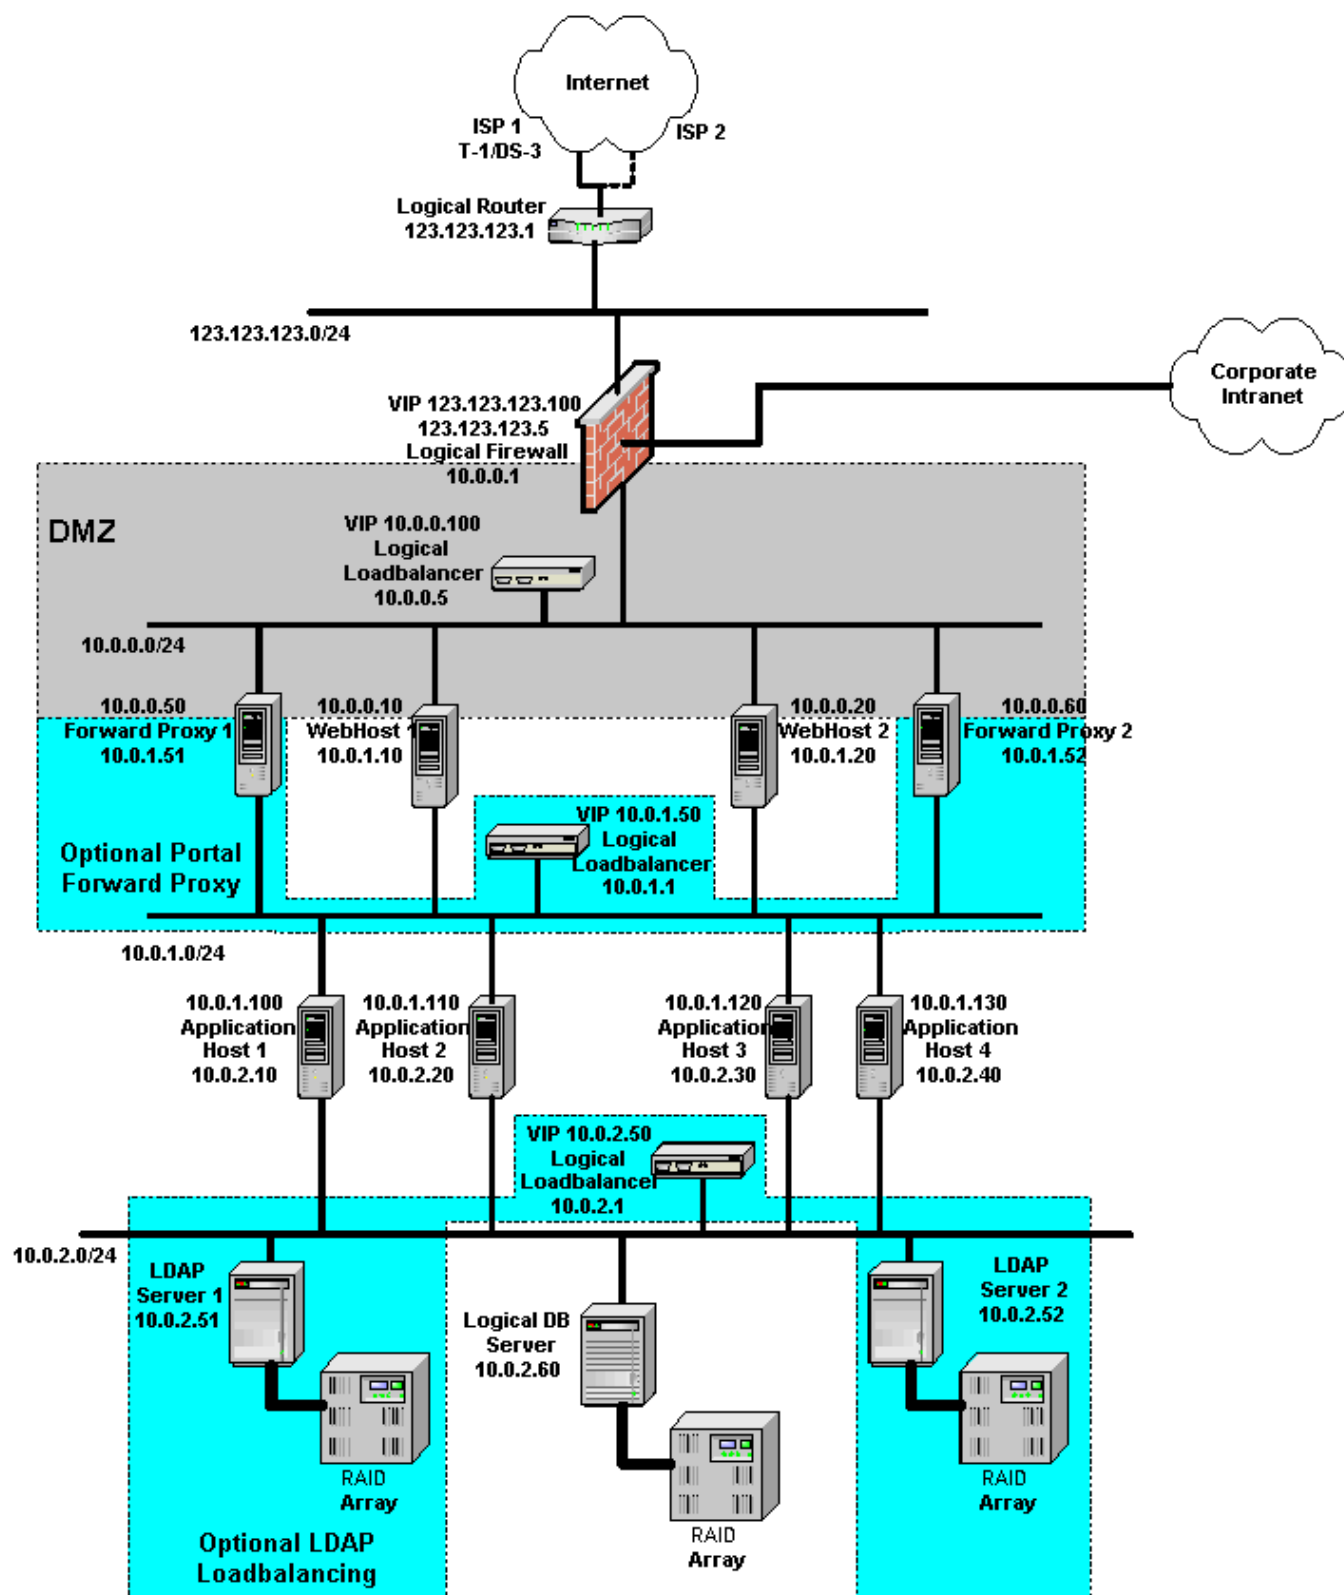 Internet
ISP 1
T-1/DS-3
ISP 2
Logical Router
123.123.123.1
123.123.123.0/24
Corporate
Intranet
VIP 123.123.123.100
123.123.123.5
Logical Firewall
10.0.0.1
DMZ
VIP 10.0.0.100
Logical
Loadbalancer
10.0.0.5
10.0.0.0/24
10.0.0.50
Forward Proxy 1
10.0.1.51
10.0.0.10
WebHost 1
10.0.1.10
10.0.0.20
WebHost 2
10.0.1.20
10.0.0.60
Forward Proxy 2
10.0.1.52
Optional Portal
Forward Proxy
VIP 10.0.1.50
Logical
Loadbalancer
10.0.1.1
10.0.1.0/24
10.0.1.100
Application
Host 1
10.0.2.10
10.0.1.110
Application
Host 2
10.0.2.20
10.0.1.120
Application
Host 3
10.0.2.30
10.0.1.130
Application
Host 4
10.0.2.40
VIP 10.0.2.50
Logical
Loadbalancer
10.0.2.1
10.0.2.0/24
LDAP
Server 1
10.0.2.51
Logical DB
Server
10.0.2.60
LDAP
Server 2
10.0.2.52
RAID
Array
RAID
Array
RAID
Array
Optional LDAP
Loadbalancing